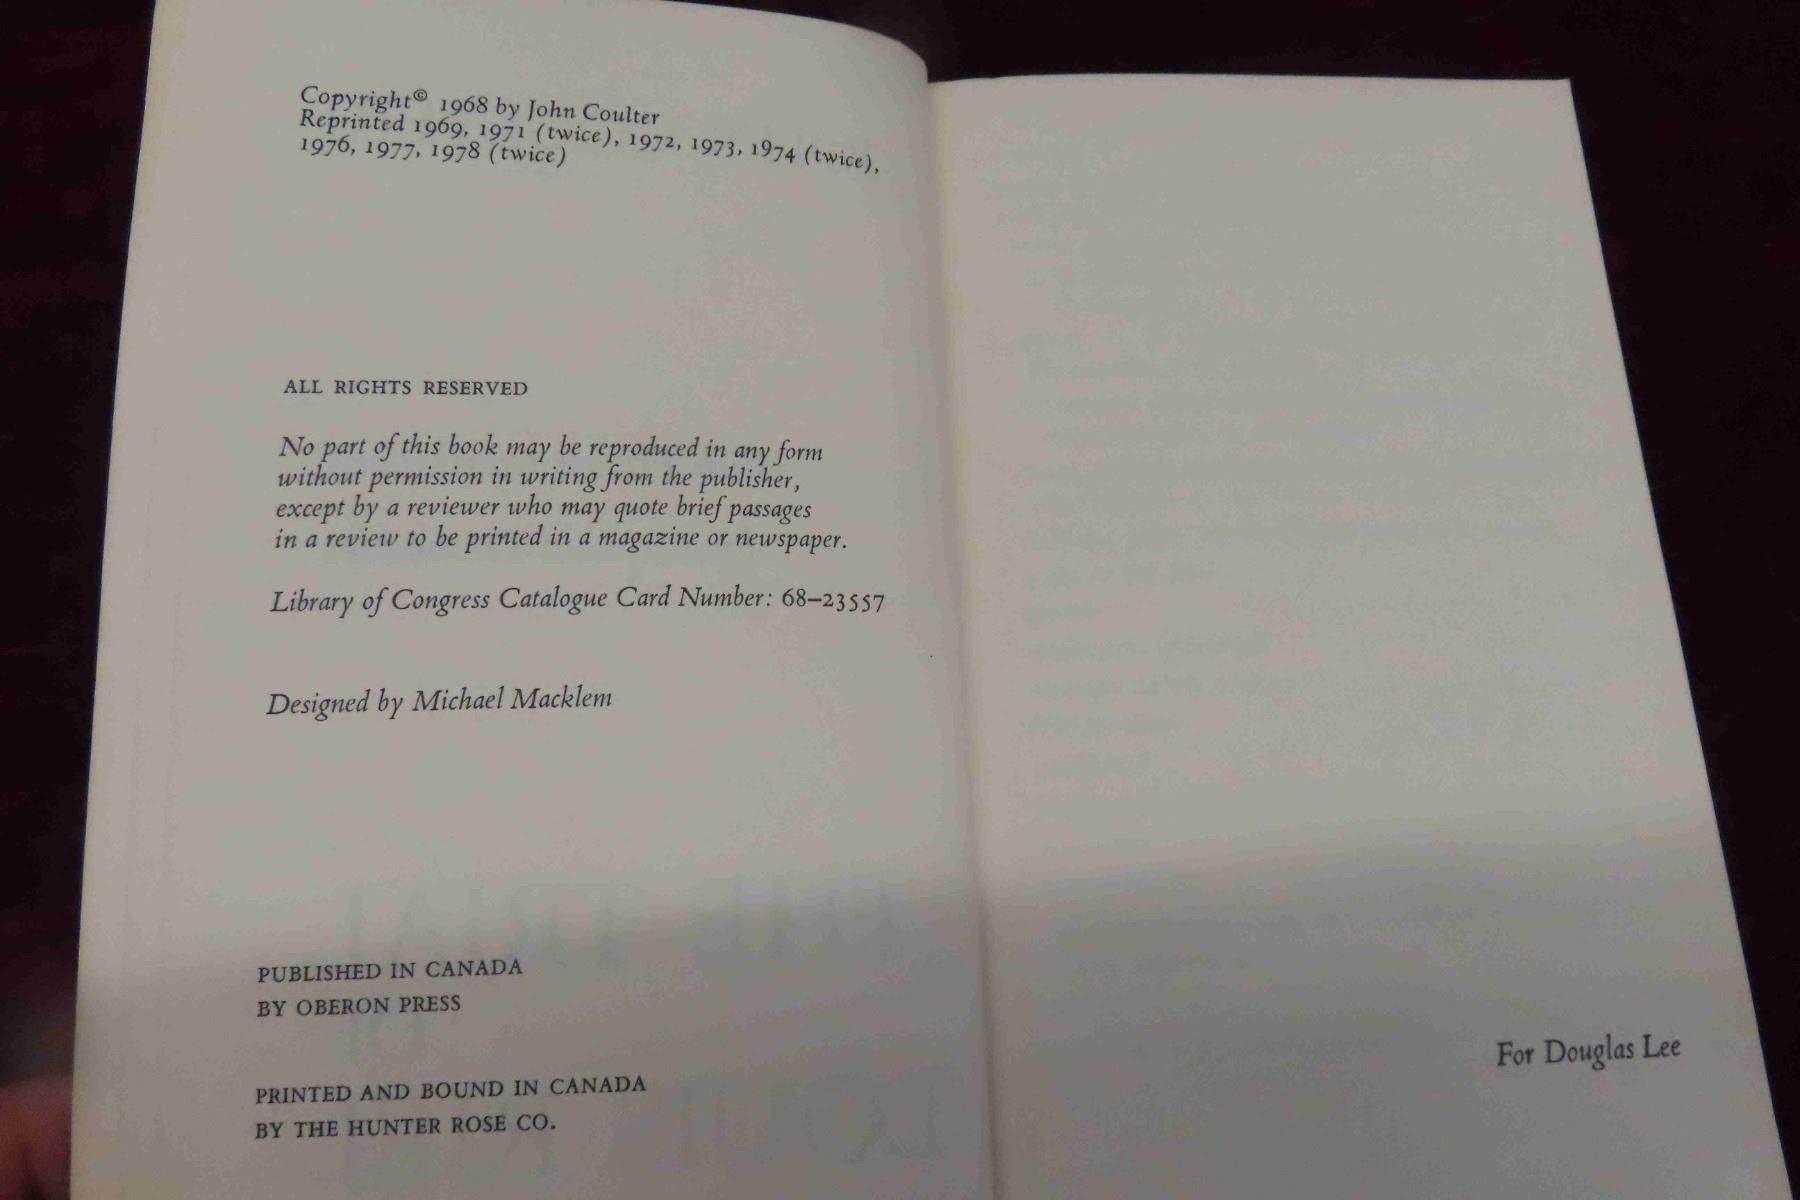 Copyright© 1968 by John Coulter
Reprinted 1969, 1971 (twice), 1972, 1973, 1974 (twice),
1976, 1977, 1978 (twice)
ALL RIGHTS RESERVED
No part of this book may be reproduced in any form
without permission in writing from the publisher,
except by a reviewer who may quote brief passages
in a review to be printed in a magazine or newspaper.
Library of Congress Catalogue Card Number: 68–23557
Designed by Michael Macklem
PUBLISHED IN CANADA
BY OBERON PRESS
PRINTED AND BOUND IN CANADA
BY THE HUNTER ROSE CO.
For Douglas Lee